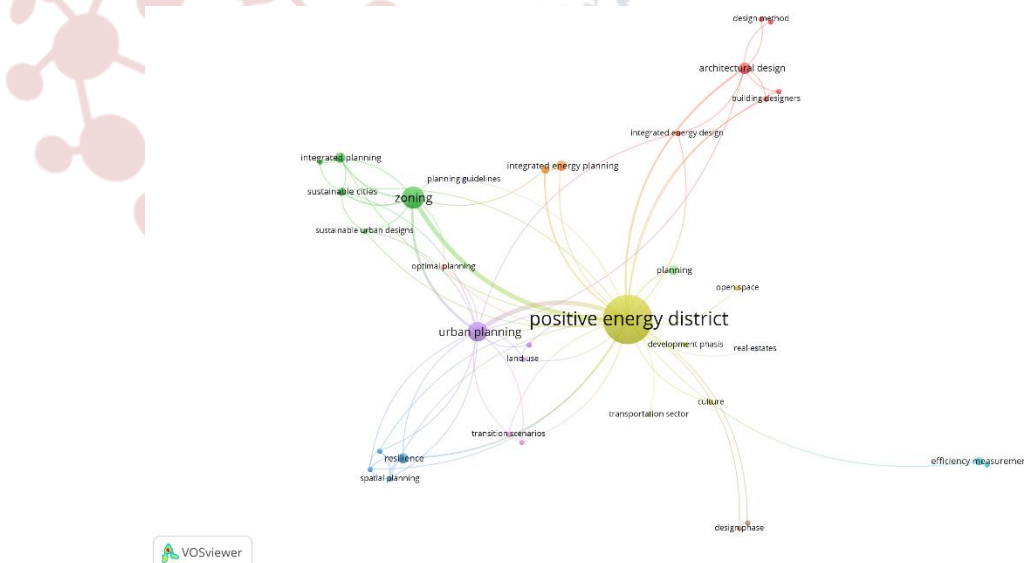 design method
architectural design
building designers
integrated energy design
integrated planning
integrated energy planning
planning guidelines
sustainable cities
zoning
sustainable urban designs
optimal planning
planning
open space
positive energy district
urban planning
development phasis
real estates
land use
culture
transportation sector
transition scenarios
resilience
efficiency measuremer
spatial planning
design phase
VOSviewer